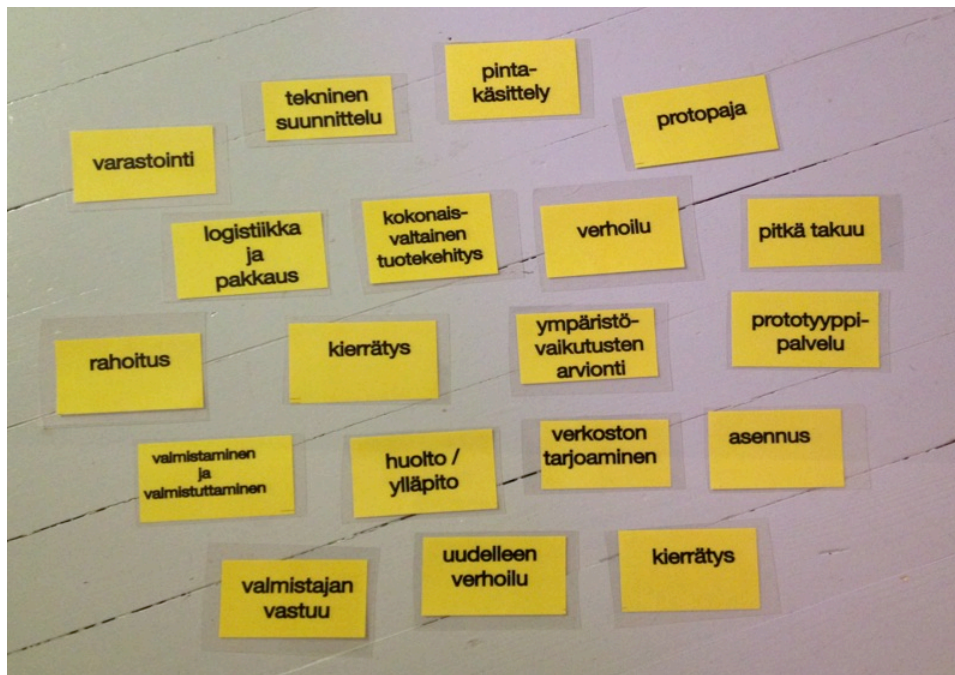 pinta-
käsittely
tekninen
suunnittelu
protopaja
varastointi
logistiikka
ja
pakkaus
kokonais-
valtainen
tuotekehitys
verhoilu
pitkä takuu
rahoitus
kierrätys
ympäristö-
vaikutusten
arvionti
prototyyppi-
palvelu
valmistaminen
ja
valmistuttaminen
huolto /
ylläpito
verkoston
tarjoaminen
asennus
valmistajan
vastuu
uudelleen
verhoilu
kierrätys